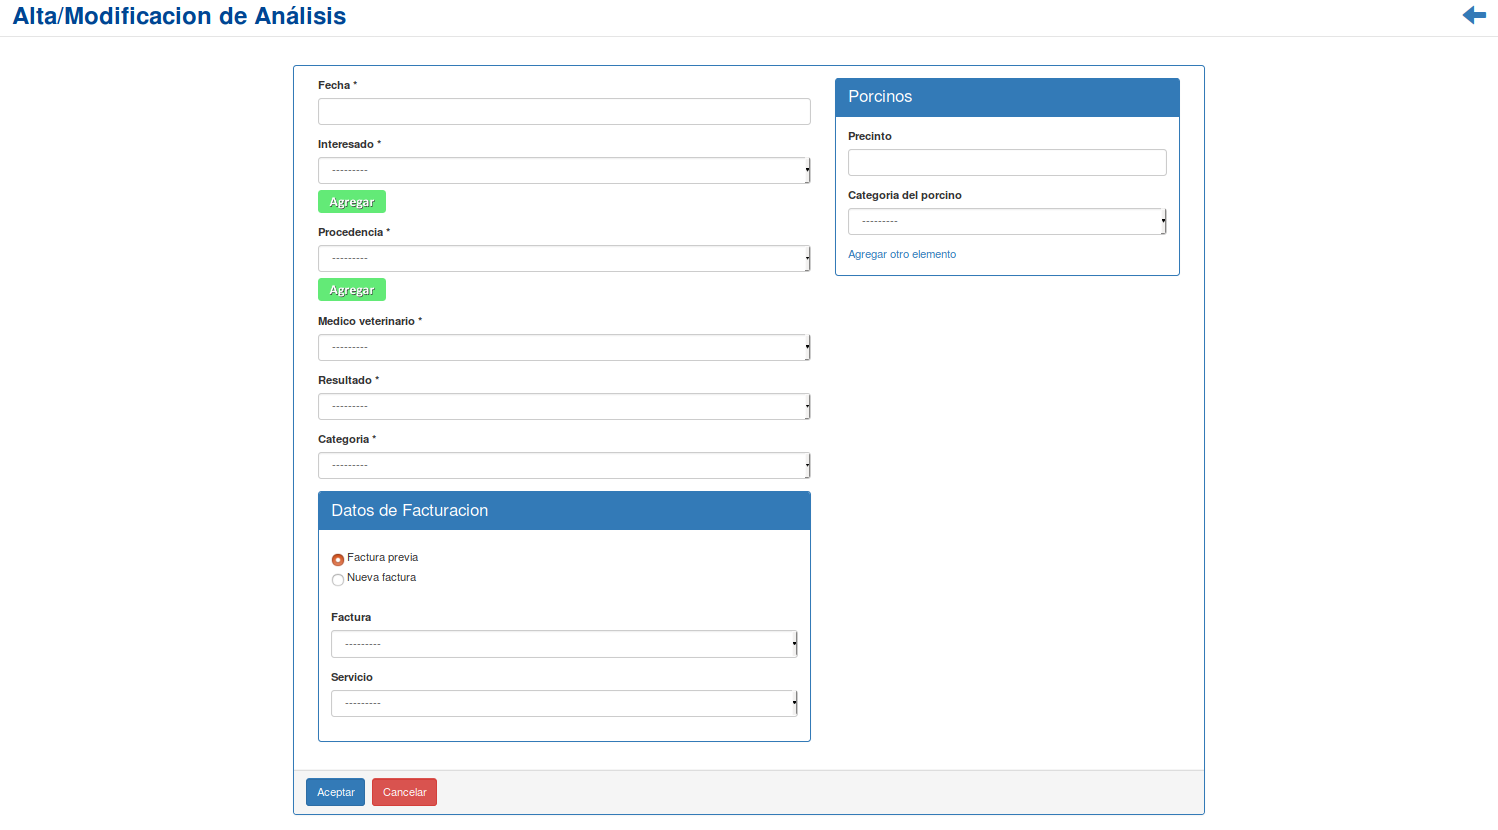 Alta/Modificacion de Análisis
Fecha *
Interesado *
---------
Agregar
Procedencia *
---------
Agregar
Medico veterinario *
---------
Resultado *
---------
Categoria *
---------
Datos de Facturacion
Factura previa
Nueva factura
Factura
---------
Servicio
---------
Porcinos
Precinto
Categoria del porcino
---------
Agregar otro elemento
Aceptar
Cancelar